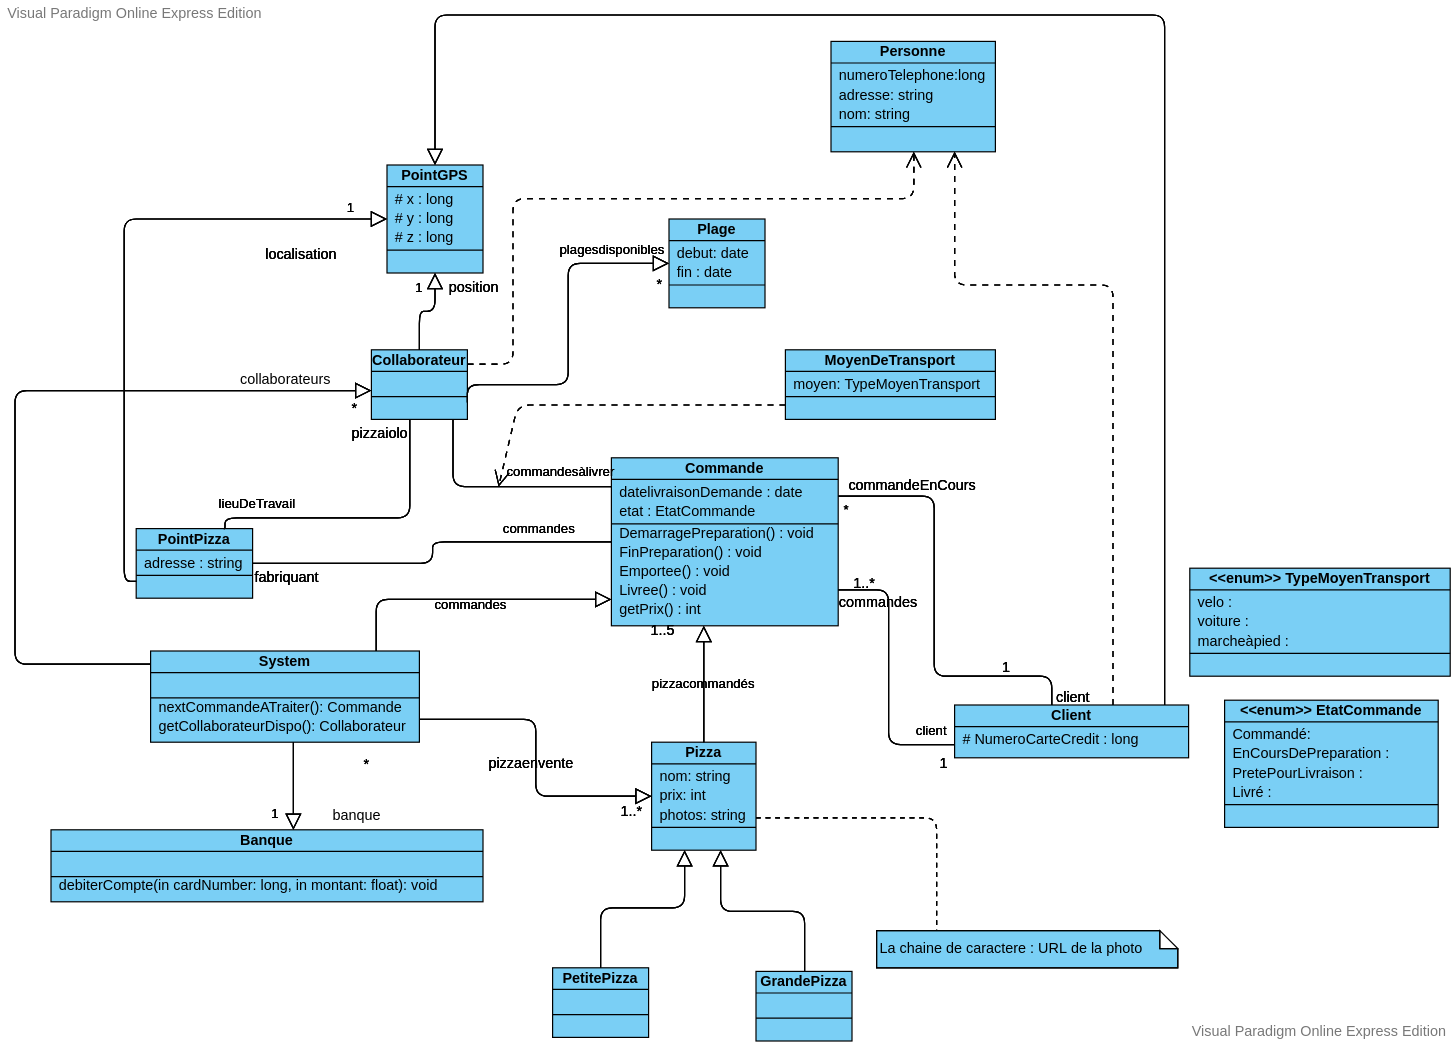 Visual Paradigm Online Express Edition
Personne
numeroTelephone:long
adresse: string
nom: string
PointGPS
# x : long
# y : long
# z : long
1
localisation
1
position
Plage
debut: date
fin : date
plagesdisponibles
*
Collaborateur
collaborateurs
*
pizzaiolo
MoyenDeTransport
moyen: TypeMoyenTransport
commandesàlivrer
Commande
datelivraisonDemande : date
etat : EtatCommande
DemarragePreparation() : void
FinPreparation() : void
Emportee() : void
Livree() : void
getPrix() : int
commandeEnCours
*
1..*
commandes
lieuDeTravail
PointPizza
adresse : string
fabriquant
commandes
commandes
1..5
pizzacommandés
System
nextCommandeATraiter(): Commande
getCollaborateurDispo(): Collaborateur
*
1
banque
pizzaenvente
1..*
Banque
debiterCompte(in cardNumber: long, in montant: float): void
Pizza
nom: string
prix: int
photos: string
1
client
client
1
Client
# NumeroCarteCredit : long
<<enum>> TypeMoyenTransport
velo :
voiture :
marcheàpied :
<<enum>> EtatCommande
Commandé:
EnCoursDePreparation :
PretePourLivraison :
Livré :
La chaine de caractere : URL de la photo
PetitePizza
GrandePizza
Visual Paradigm Online Express Edition